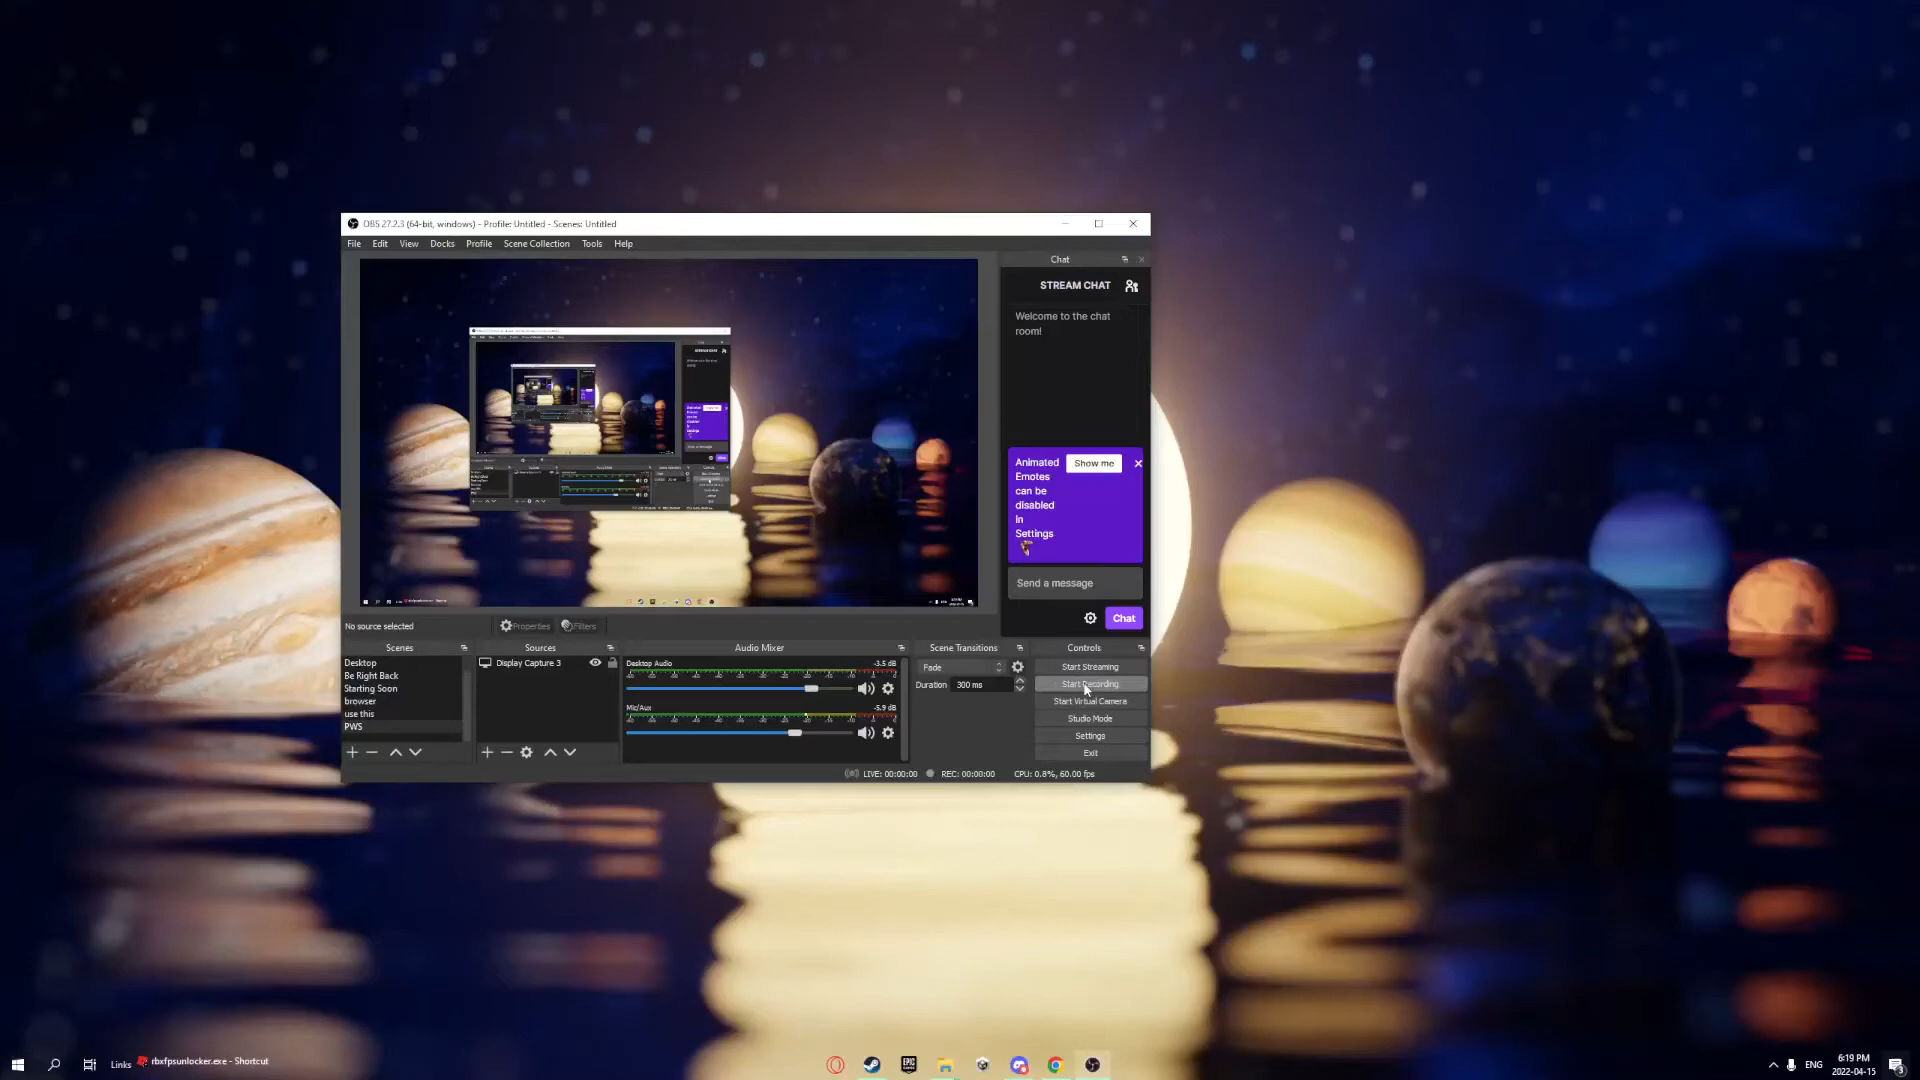 OBS 27.2.3 (64-bit, windows) - Profile: Untitled - Scenes: Untitled
File Edit View Docks Profile Scene Collection Tools Help
Chat
STREAM CHAT
Welcome to the chat
room!
Animated
Emotes
can be
disabled
in
Settings
Show me
Send a message
Chat
No source selected
Properties
Filters
Scenes
Desktop
Be Right Back
Starting Soon
browser
use this
PWS
Sources
Display Capture 3
Audio Mixer
Desktop Audio -3.5 dB
Mic/Aux -5.9 dB
Scene Transitions
Fade
Duration 300 ms
Controls
Start Streaming
Start Recording
Start Virtual Camera
Studio Mode
Settings
Exit
LIVE: 00:00:00 REC: 00:00:00 CPU: 0.8%, 60.00 fps
Links rbxfpsunlocker.exe - Shortcut
EPIC
ENG
6:19 PM
2022-04-15
3